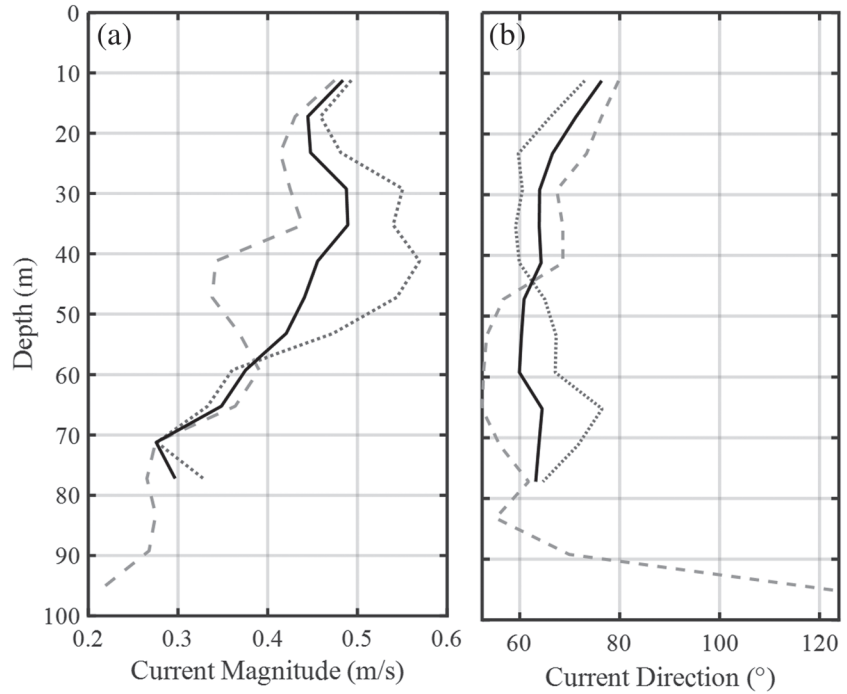 (a)
(b)
0
10
20
30
40
50
60
70
80
90
100
Depth (m)
0.2 0.3 0.4 0.5 0.6
60 80 100 120
Current Magnitude (m/s)
Current Direction (°)